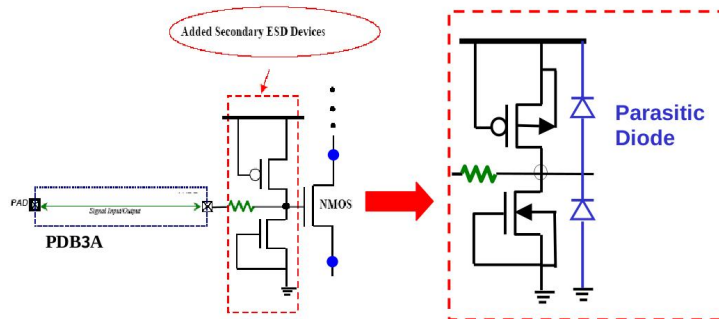 Added Secondary ESD Devices
Parasitic
Diode
PAD
Signal Input/Output
NMOS
PDB3A